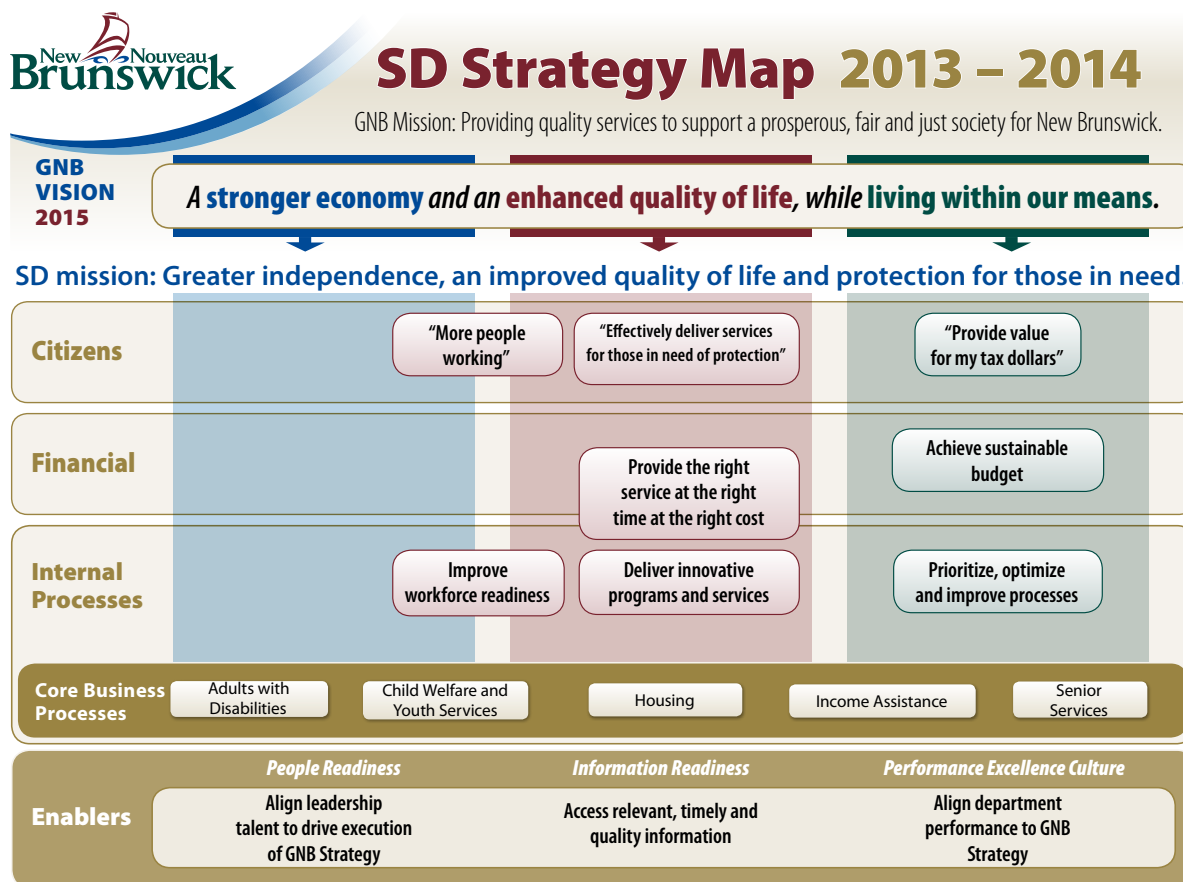 New Nouveau
Brunswick
SD Strategy Map 2013 – 2014
GNB Mission: Providing quality services to support a prosperous, fair and just society for New Brunswick.
GNB
VISION
2015
A stronger economy and an enhanced quality of life, while living within our means.
SD mission: Greater independence, an improved quality of life and protection for those in need.
Citizens
“More people
working”
“Effectively deliver services
for those in need of protection”
“Provide value
for my tax dollars”
Financial
Provide the right
service at the right
time at the right cost
Achieve sustainable
budget
Internal
Processes
Improve
workforce readiness
Deliver innovative
programs and services
Prioritize, optimize
and improve processes
Core Business
Processes
Adults with
Disabilities
Child Welfare and
Youth Services
Housing
Income Assistance
Senior
Services
Enablers
People Readiness
Align leadership
talent to drive execution
of GNB Strategy
Information Readiness
Access relevant, timely and
quality information
Performance Excellence Culture
Align department
performance to GNB
Strategy